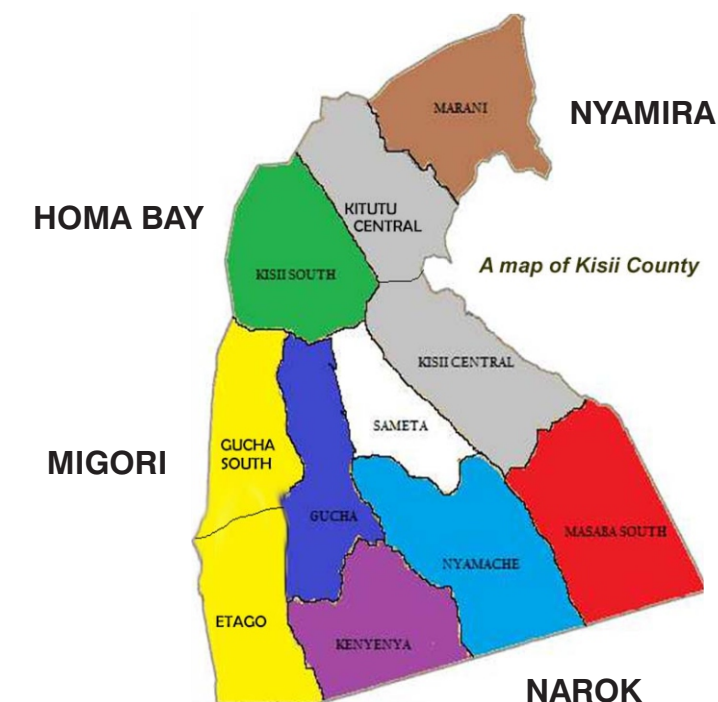 MARANI
NYAMIRA
HOMA BAY
KITUTU
CENTRAL
KISII SOUTH
A map of Kisii County
KISII CENTRAL
SAMETA
GUCHA
SOUTH
MIGORI
GUCHA
MASABA SOUTH
NYAMACHE
ETAGO
KENYENYA
NAROK